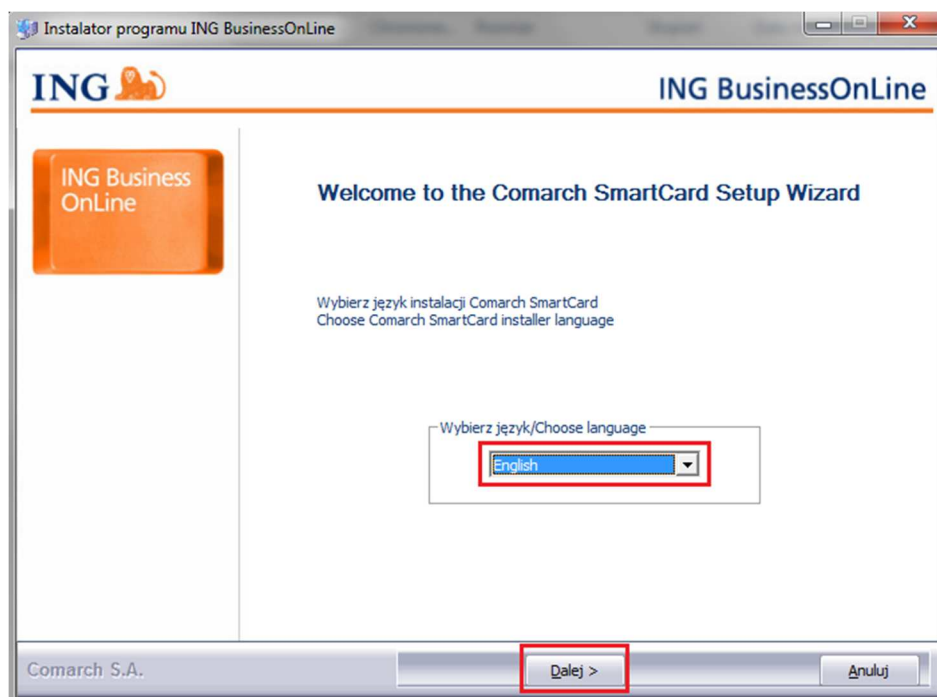 Instalator programu ING BusinessOnLine
ING
ING BusinessOnLine
ING Business
OnLine
Welcome to the Comarch SmartCard Setup Wizard
Wybierz język instalacji Comarch SmartCard
Choose Comarch SmartCard installer language
Wybierz język/Choose language
English
Comarch S.A.
Dalej >
Anuluj